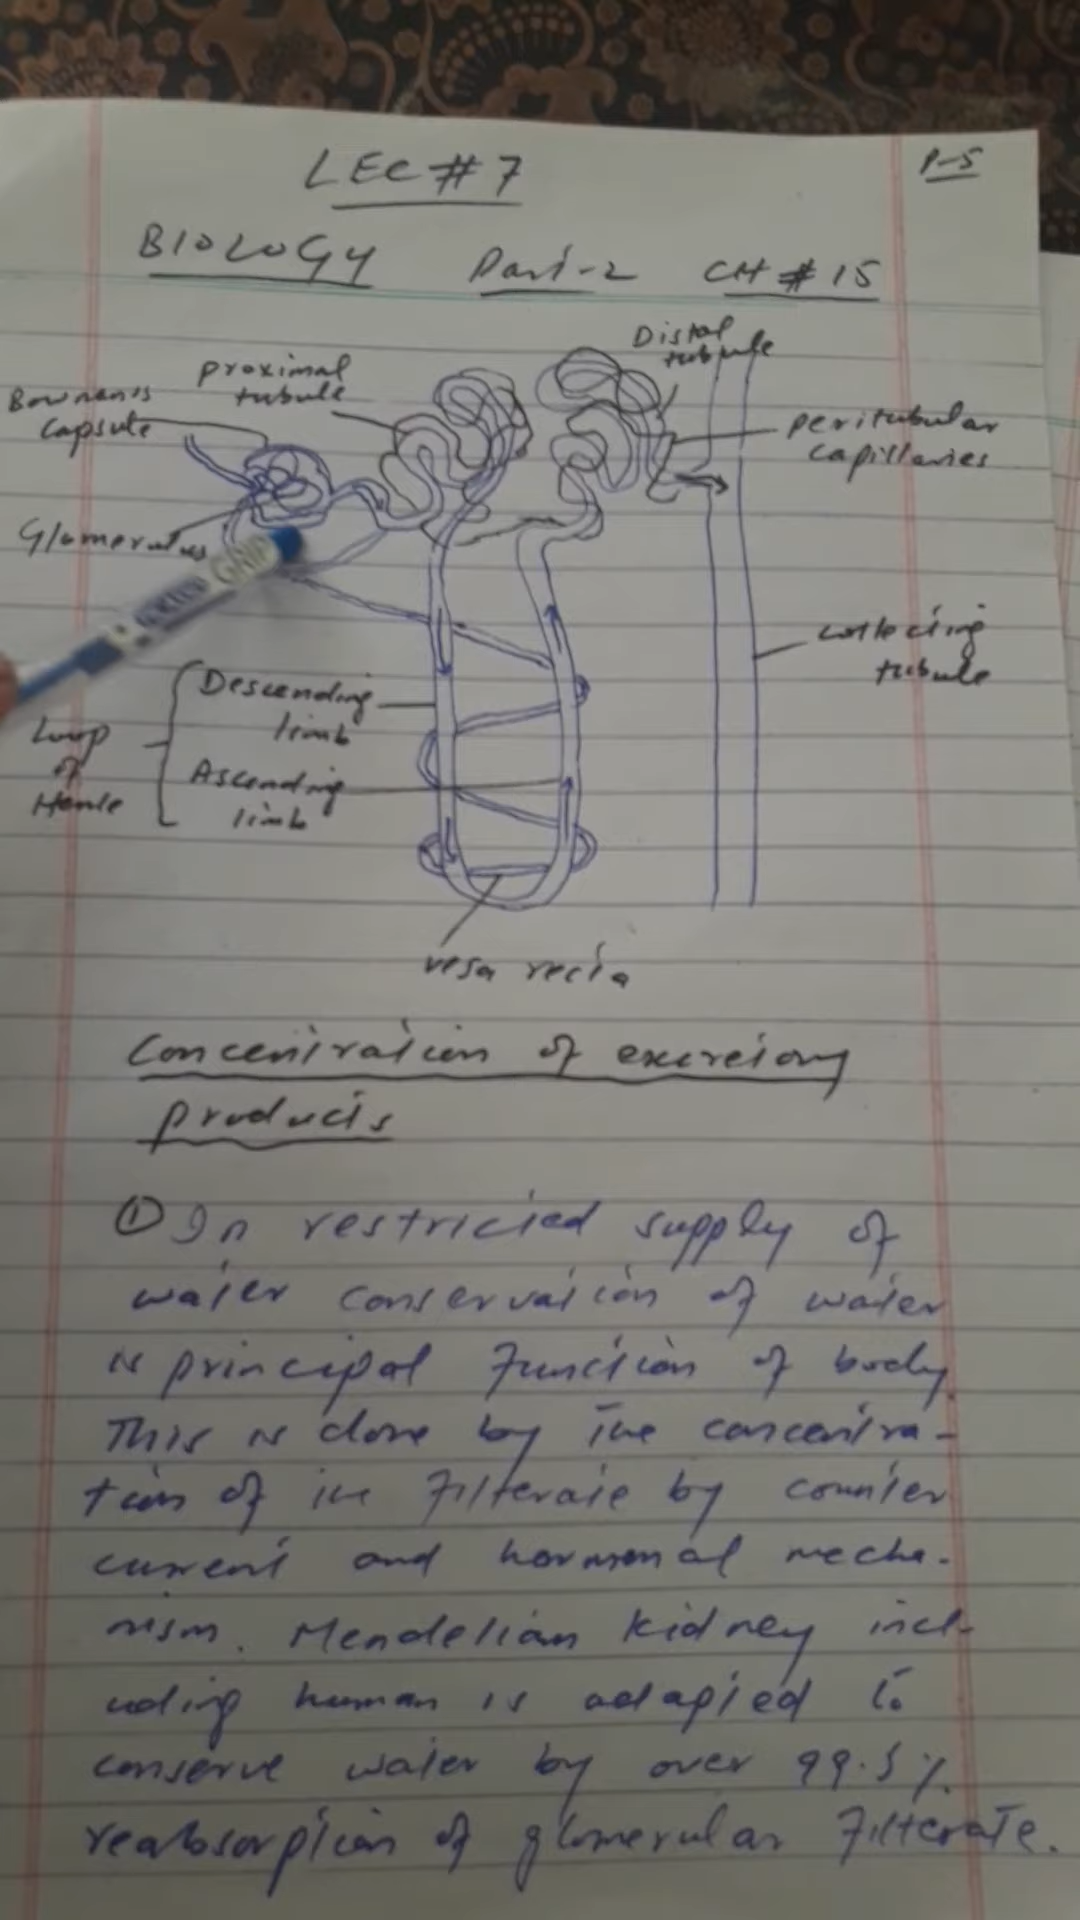 LEC # 7
P-5
BIOLOGY Part-2 CH # 15
Distal
tubule
proximal
tubule
Bowman's
capsule
peritubular
capillaries
Glomerulus
GRIP
collecting
tubule
Descending
limb
Loop
of
Henle
Ascending
limb
vesa recta
Concentration of excretory
products
① In restricted supply of
water conservation of water
is principal function of body.
This is done by the concentra-
tion of the filterate by counter
current and hormonal mecha-
nism. Mendelian kidney incl-
uding human is adapted to
conserve water by over 99.5%
reabsorption of glomerular filterate.